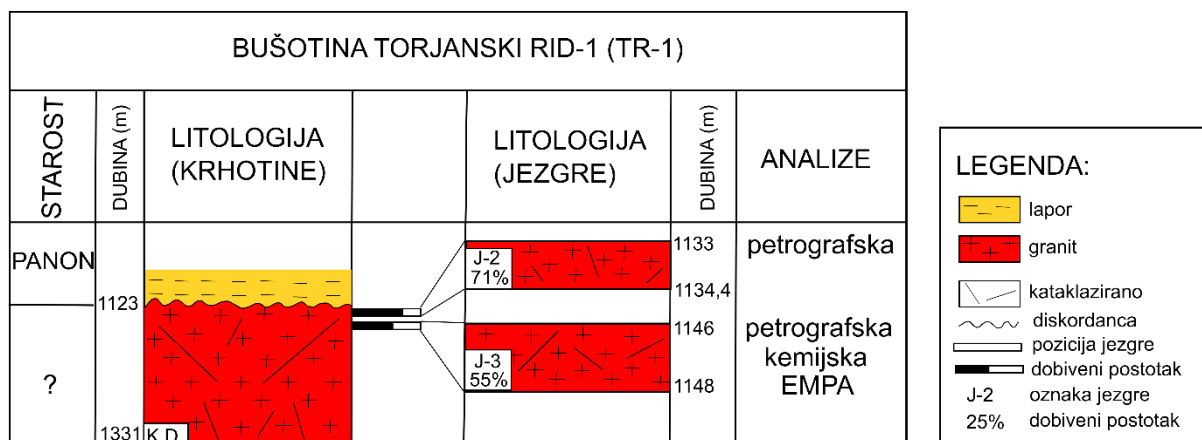 BUŠOTINA TORJANSKI RID-1 (TR-1)
STAROST
DUBINA (m)
LITOLOGIJA
(KRHOTINE)
LITOLOGIJA
(JEZGRE)
DUBINA (m)
ANALIZE
PANON
1123
?
1331
K.D.
J-2
71%
1133
1134,4
petrografska
J-3
55%
1146
1148
petrografska
kemijska
EMPA
LEGENDA:
lapor
granit
kataklazirano
diskordanca
pozicija jezgre
dobiveni postotak
J-2 oznaka jezgre
25% dobiveni postotak